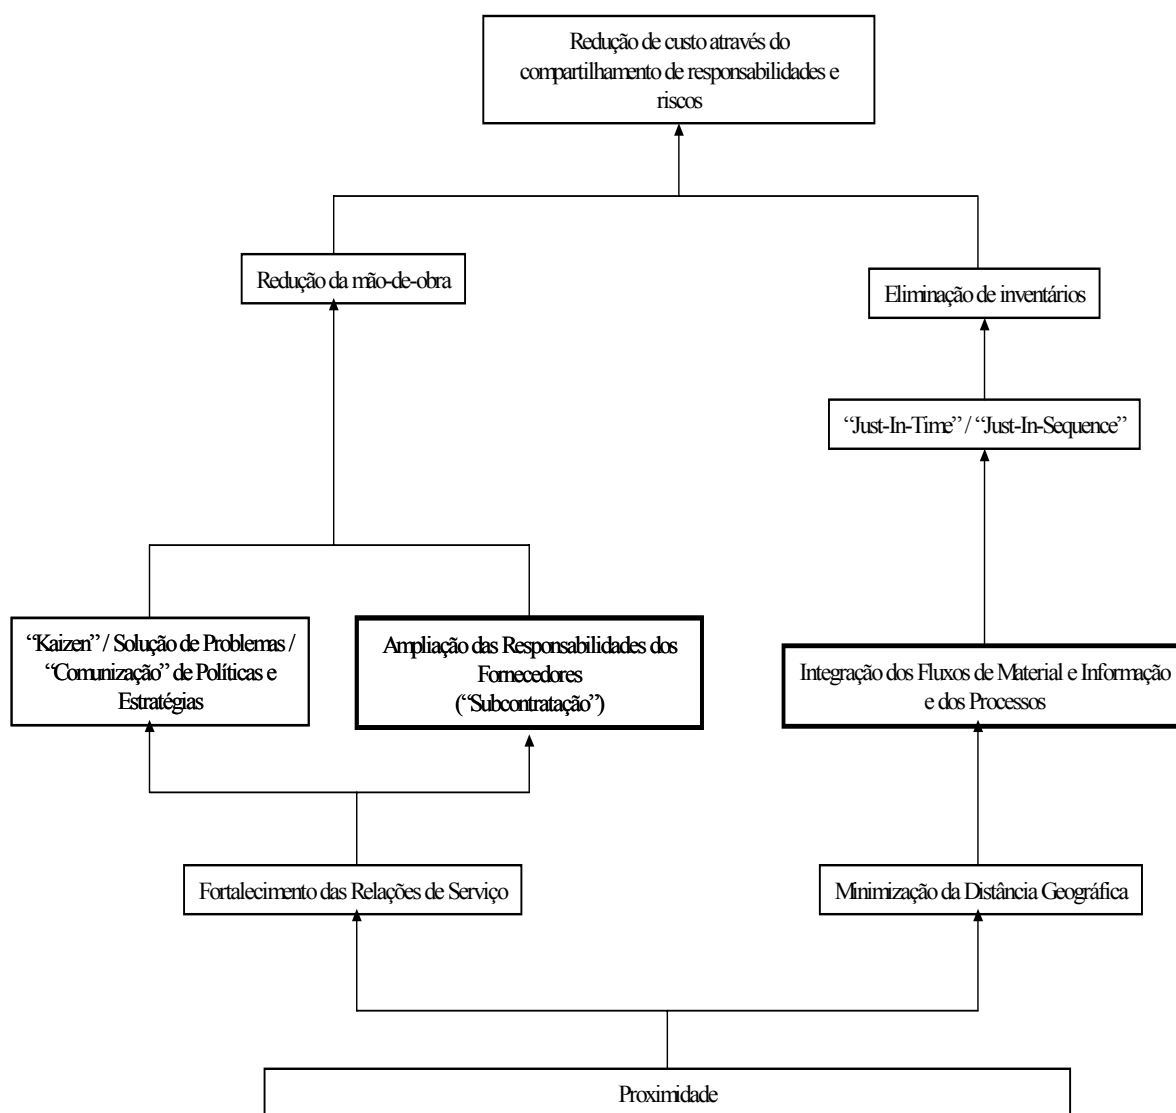 Redução de custo através do
compartilhamento de responsabilidades e
riscos
Redução da mão-de-obra
Eliminação de inventários
“Just-In-Time” / “Just-In-Sequence”
“Kaizen” / Solução de Problemas /
“Comunização” de Políticas e
Estratégias
Ampliação das Responsabilidades dos
Fornecedores
(“Subcontratação”)
Integração dos Fluxos de Material e Informação
e dos Processos
Fortalecimento das Relações de Serviço
Minimização da Distância Geográfica
Proximidade